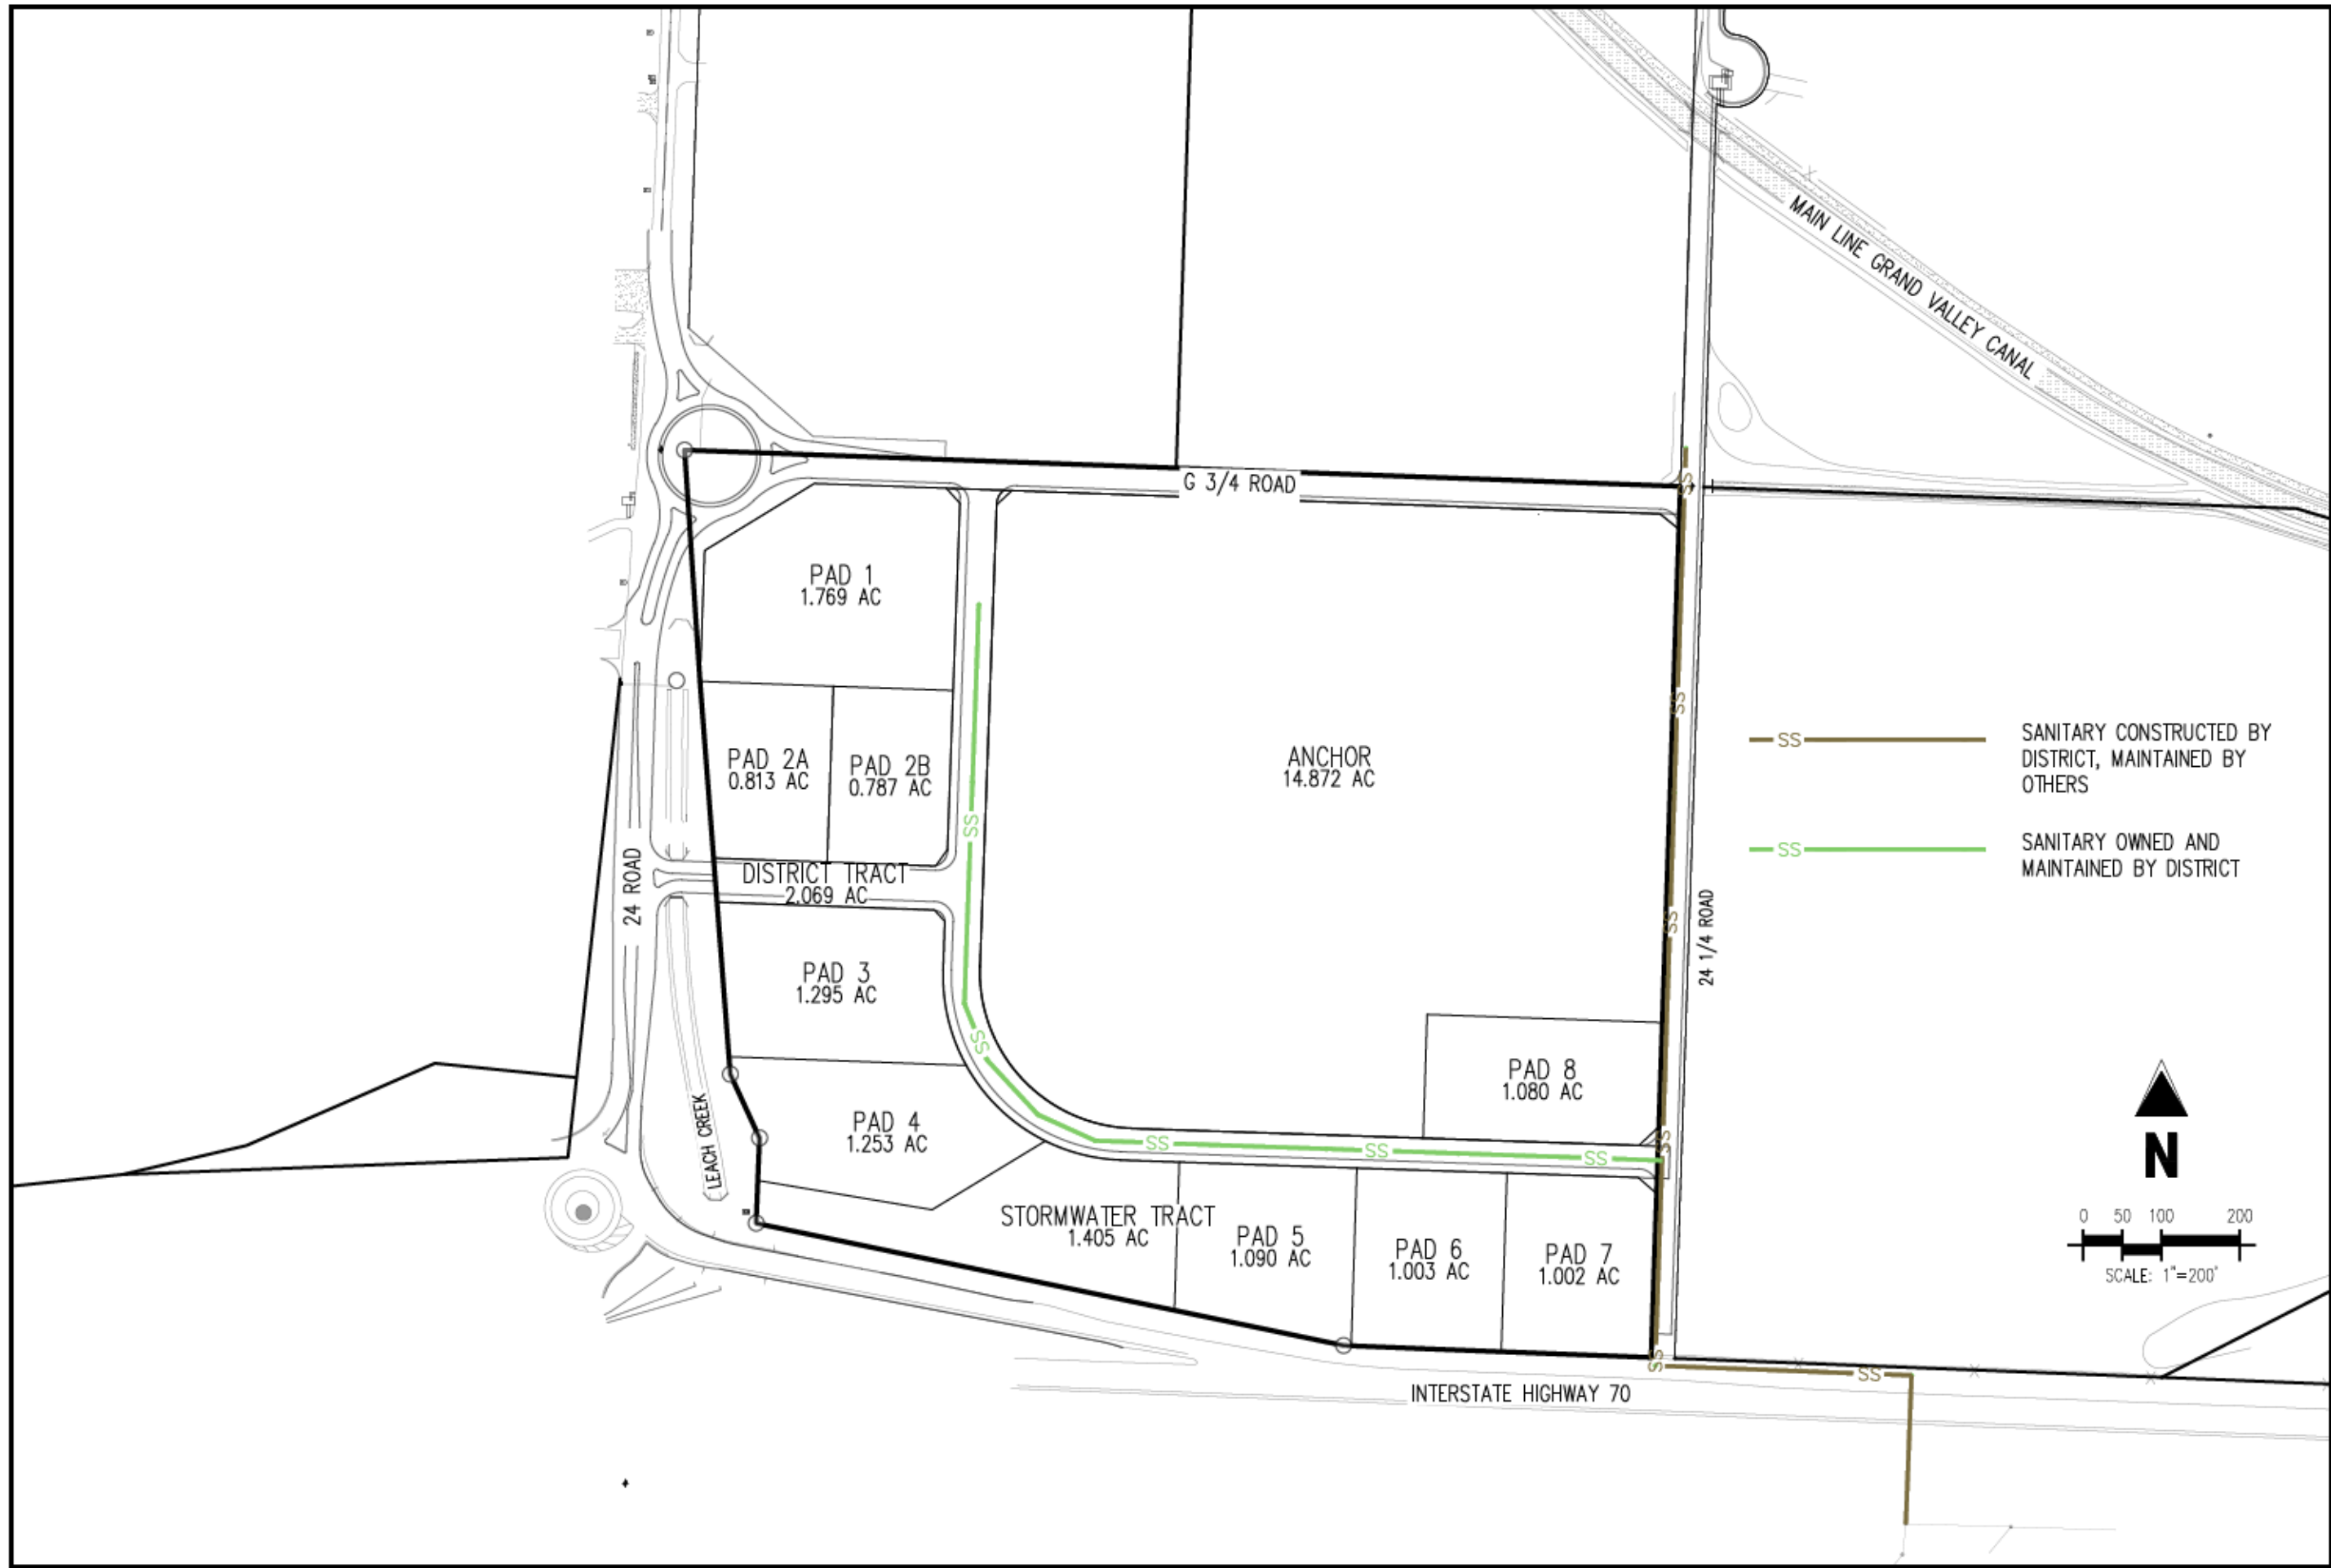 MAIN LINE GRAND VALLEY CANAL
G 3/4 ROAD
SS
PAD 1
1.769 AC
SS
PAD 2A
0.813 AC
PAD 2B
0.787 AC
ANCHOR
14.872 AC
SS
SANITARY CONSTRUCTED BY
DISTRICT, MAINTAINED BY
OTHERS
SS
SS
SANITARY OWNED AND
MAINTAINED BY DISTRICT
24 ROAD
DISTRICT TRACT
2.069 AC
SS
24 1/4 ROAD
PAD 3
1.295 AC
SS
PAD 8
1.080 AC
LEACH CREEK
PAD 4
1.253 AC
SS
SS
SS
SS
N
STORMWATER TRACT
1.405 AC
PAD 5
1.090 AC
PAD 6
1.003 AC
PAD 7
1.002 AC
0 50 100 200
SCALE: 1"=200'
SS
SS
INTERSTATE HIGHWAY 70